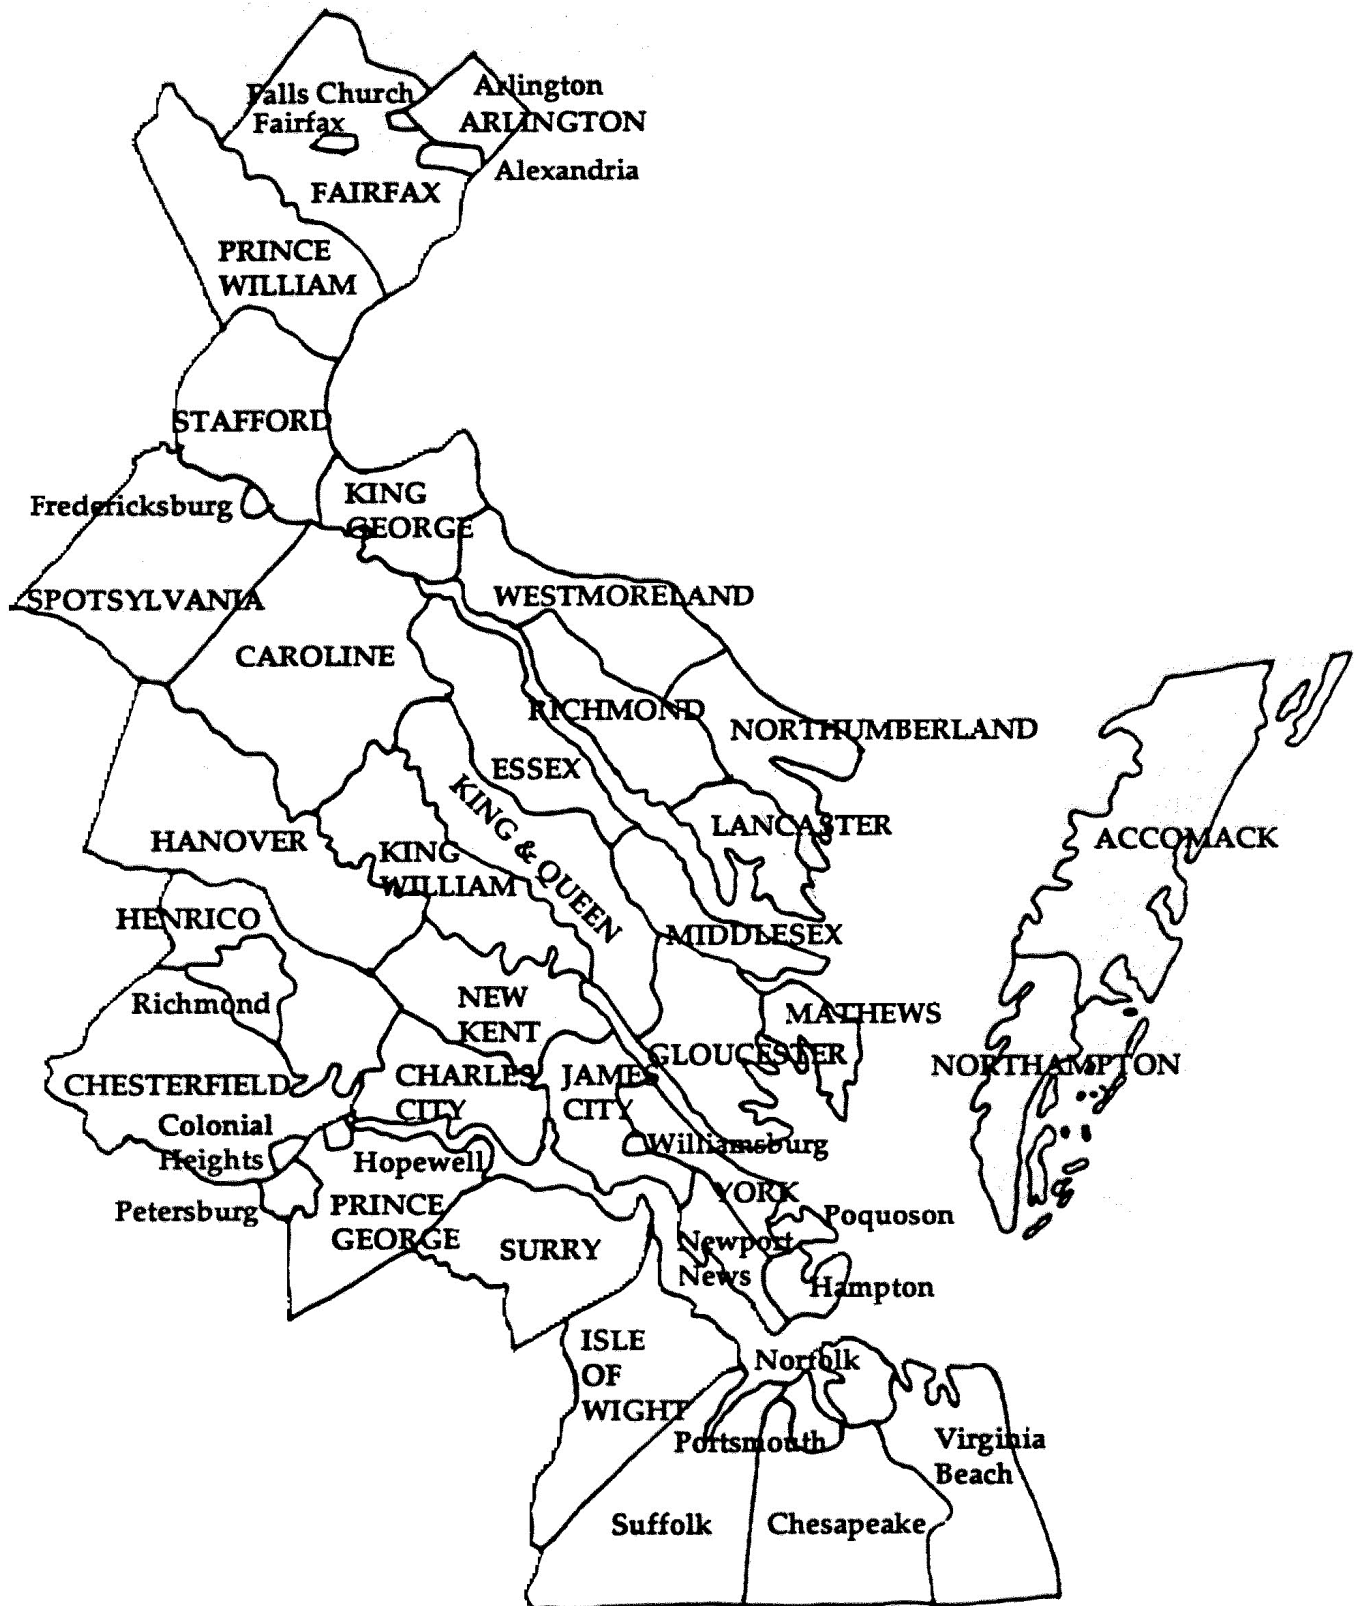 Falls Church
Arlington
Fairfax
ARLINGTON
Alexandria
FAIRFAX
PRINCE
WILLIAM
STAFFORD
KING
GEORGE
Fredericksburg
SPOTSYLVANIA
WESTMORELAND
CAROLINE
RICHMOND
NORTHUMBERLAND
ESSEX
KING & QUEEN
LANCASTER
ACCOMACK
HANOVER
KING
WILLIAM
HENRICO
MIDDLESEX
Richmond
NEW
KENT
MATHEWS
GLOUCESTER
NORTHAMPTON
CHESTERFIELD
CHARLES
CITY
JAMES
CITY
Colonial
Heights
Williamsburg
Hopewell
Petersburg
PRINCE
GEORGE
YORK
Poquoson
SURRY
Newport
News
Hampton
ISLE
OF
WIGHT
Norfolk
Portsmouth
Virginia
Beach
Suffolk
Chesapeake